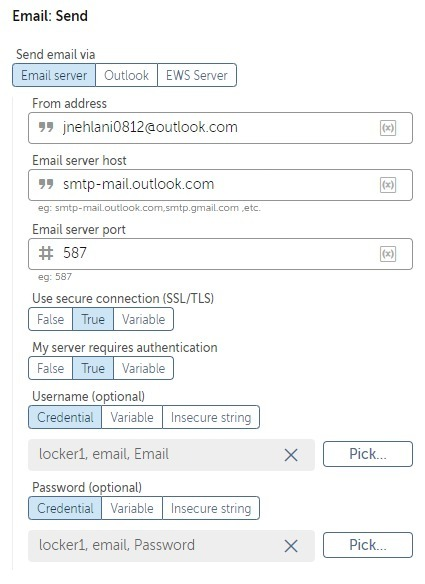 Email: Send
Send email via
Email server Outlook EWS Server
From address
jnehlani0812@outlook.com (x)
Email server host
smtp-mail.outlook.com (x)
eg: smtp-mail.outlook.com,smtp.gmail.com ,etc.
Email server port
# 587 (x)
eg: 587
Use secure connection (SSL/TLS)
False True Variable
My server requires authentication
False True Variable
Username (optional)
Credential Variable Insecure string
locker1, email, Email Pick...
Password (optional)
Credential Variable Insecure string
locker1, email, Password Pick...